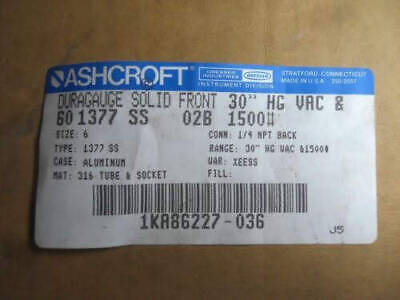 ASHCROFT
DRESSER INDUSTRIES
DRESSER
INSTRUMENT DIVISION
STRATFORD, CONNECTICUT
MADE IN U.S.A.
DURAGAUGE SOLID FRONT 30" HG VAC &
60 1377 SS 02B 1500#
SIZE: 6
CONN: 1/4 NPT BACK
TYPE: 1377 SS
RANGE: 30" HG VAC &1500#
CASE: ALUMINUM
VAR: XEESS
MAT: 316 TUBE & SOCKET
FILL:
1KA86227-036
J5